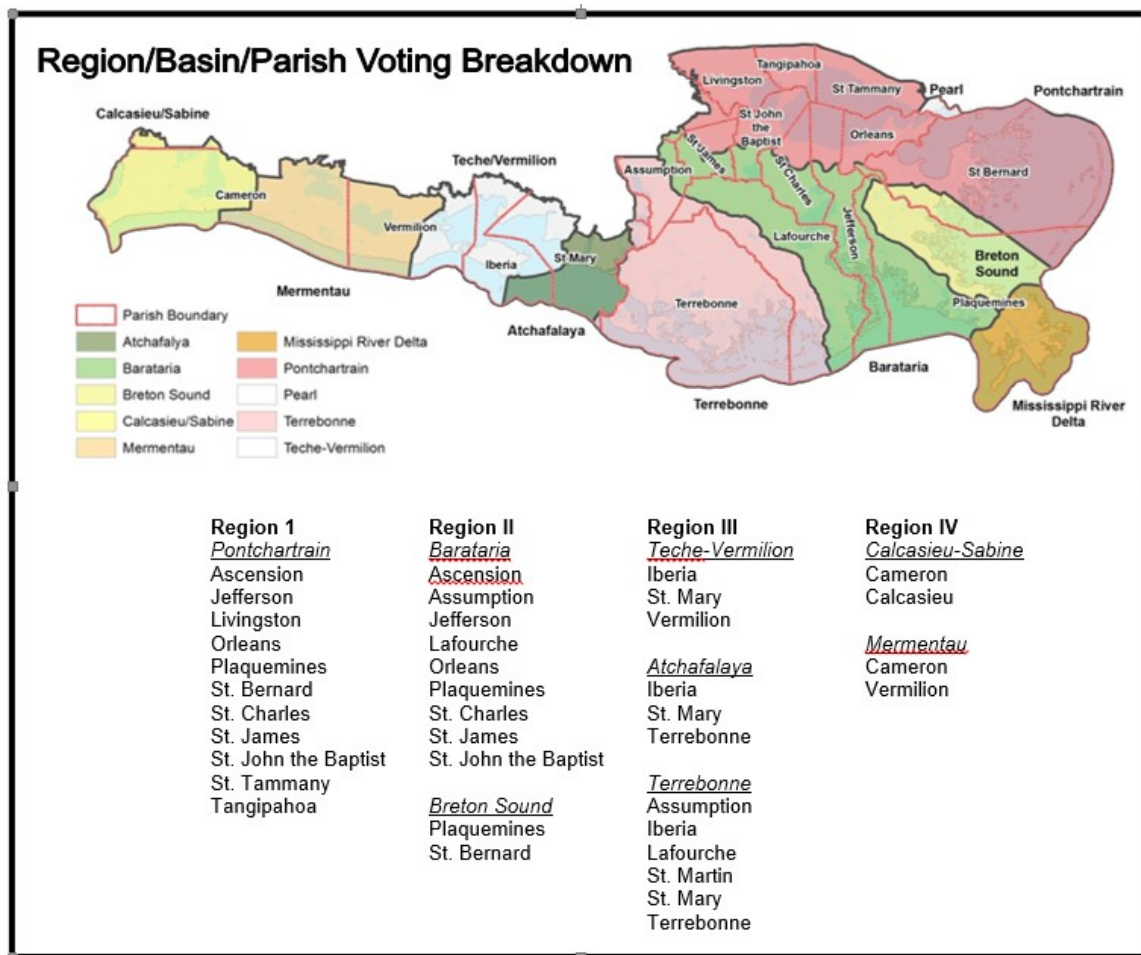 Region/Basin/Parish Voting Breakdown
Calcasieu/Sabine
Cameron
Mermentau
Vermilion
Teche/Vermilion
Iberia
St Mary
Atchafalaya
Assumption
Terrebonne
Terrebonne
Livingston
Tangipahoa
St Tammany
Pearl
Pontchartrain
St John
the
Baptist
Orleans
St James
St Charles
St Bernard
Lafourche
Jefferson
Breton
Sound
Plaquemines
Barataria
Mississippi River
Delta
Parish Boundary
Atchafalya
Barataria
Breton Sound
Calcasieu/Sabine
Mermentau
Mississippi River Delta
Pontchartrain
Pearl
Terrebonne
Teche-Vermilion
Region 1
Pontchartrain
Ascension
Jefferson
Livingston
Orleans
Plaquemines
St. Bernard
St. Charles
St. James
St. John the Baptist
St. Tammany
Tangipahoa
Region II
Barataria
Ascension
Assumption
Jefferson
Lafourche
Orleans
Plaquemines
St. Charles
St. James
St. John the Baptist
Breton Sound
Plaquemines
St. Bernard
Region III
Teche-Vermilion
Iberia
St. Mary
Vermilion
Atchafalaya
Iberia
St. Mary
Terrebonne
Terrebonne
Assumption
Iberia
Lafourche
St. Martin
St. Mary
Terrebonne
Region IV
Calcasieu-Sabine
Cameron
Calcasieu
Mermentau
Cameron
Vermilion